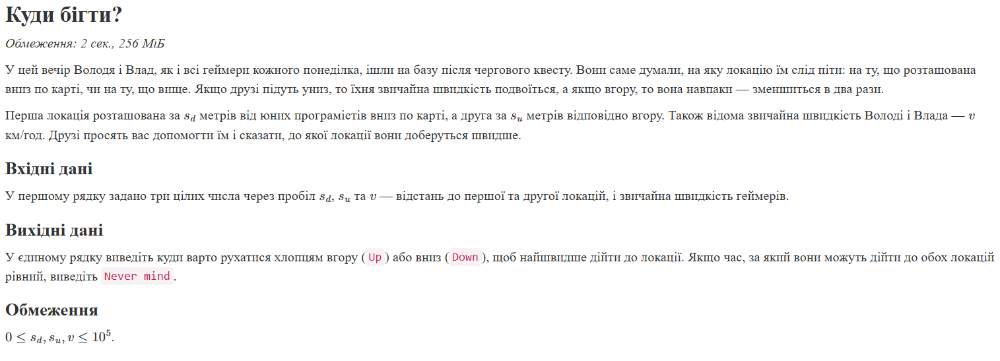 Куди бігти?
Обмеження: 2 сек., 256 МіБ
У цей вечір Володя і Влад, як і всі геймери кожного понеділка, ішли на базу після чергового квесту. Вони саме думали, на яку локацію їм слід піти: на ту, що розташована
вниз по карті, чи на ту, що вище. Якщо друзі підуть униз, то їхня звичайна швидкість подвоїться, а якщо вгору, то вона навпаки — зменшиться в два рази.
Перша локація розташована за s_d метрів від юних програмістів вниз по карті, а друга за s_u метрів відповідно вгору. Також відома звичайна швидкість Володі і Влада — v
км/год. Друзі просять вас допомогти їм і сказати, до якої локації вони доберуться швидше.
Вхідні дані
У першому рядку задано три цілих числа через пробіл s_d, s_u та v — відстань до першої та другої локацій, і звичайна швидкість геймерів.
Вихідні дані
У єдиному рядку виведіть куди варто рухатися хлопцям вгору (Up) або вниз (Down), щоб найшвидше дійти до локації. Якщо час, за який вони можуть дійти до обох локацій
рівний, виведіть Never mind.
Обмеження
0 ≤ s_d, s_u, v ≤ 10^5.